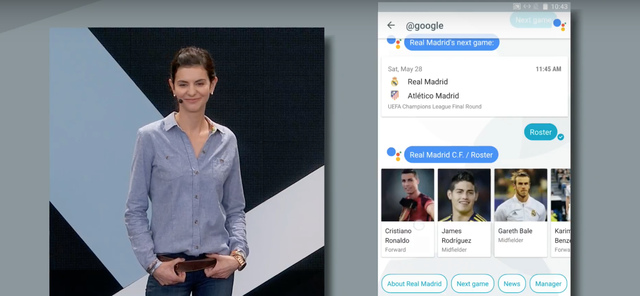 10:43
@google
Next game
Real Madrid's next game:
Sat, May 28
11:45 AM
Real Madrid
Atlético Madrid
UEFA Champions League Final Round
Roster
Real Madrid C.F. / Roster
Cristiano
Ronaldo
Forward
James
Rodríguez
Midfielder
Gareth Bale
Midfielder
Karim
Benze
Forward
About Real Madrid
Next game
News
Manager